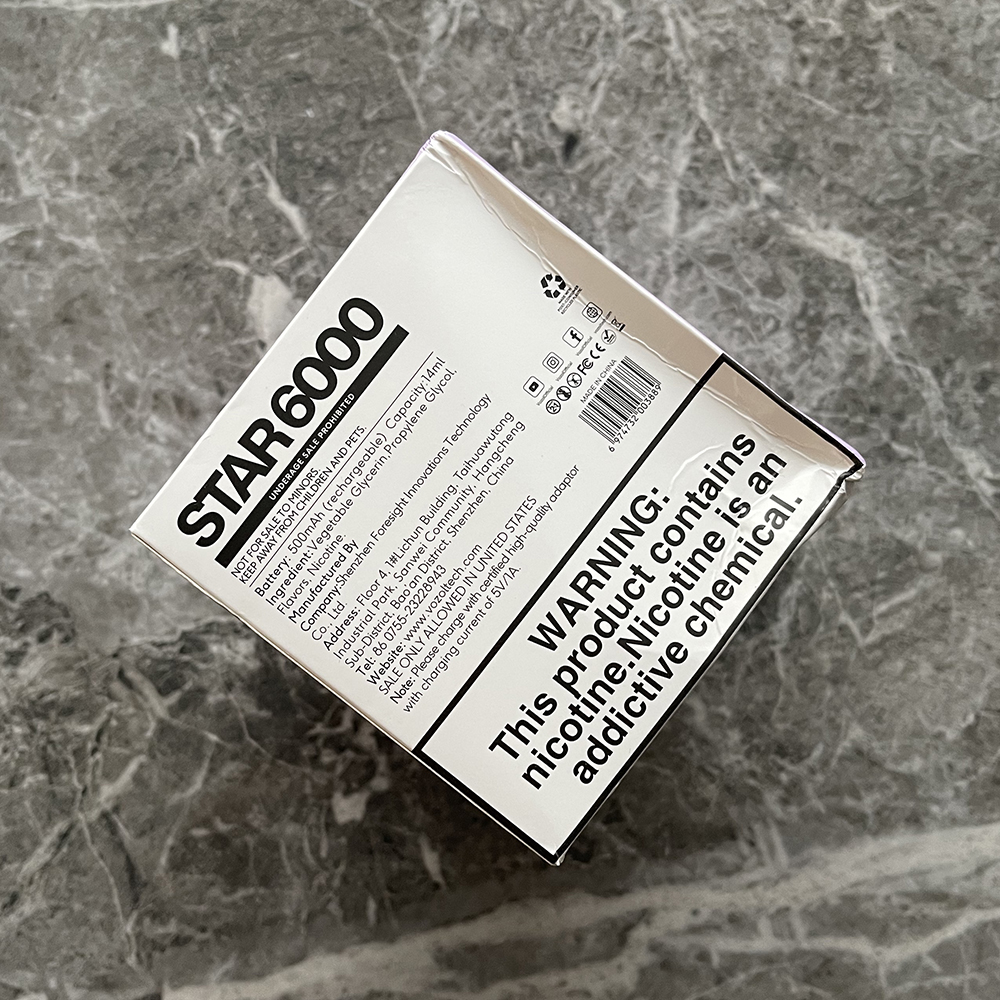 STAR 6000
UNDERAGE SALE PROHIBITED
NOT FOR SALE TO MINORS.
KEEP AWAY FROM CHILDREN AND PETS.
Battery: 500mAh (rechargeable) Capacity:14ml
Ingredient:Vegetable Glycerin,Propylene Glycol,
Flavors, Nicotine.
Manufactured By
Company:Shenzhen Foresight Innovations Technology
Co., Ltd.
Address: Floor 4, 1#Lichun Building, Taihuawutong
Industrial Park, Sanwei Community, Hangcheng
Sub-District, Bao'an District, Shenzhen, China
Tel: 86 0755-23228943
Website: www.vozoltech.com
SALE ONLY ALLOWED IN UNITED STATES
Note: Please charge with certified high-quality adaptor
with charging current of 5V/1A.
MADE IN CHINA
6 974732 003889
WARNING:
This product contains
nicotine.Nicotine is an
addictive chemical.